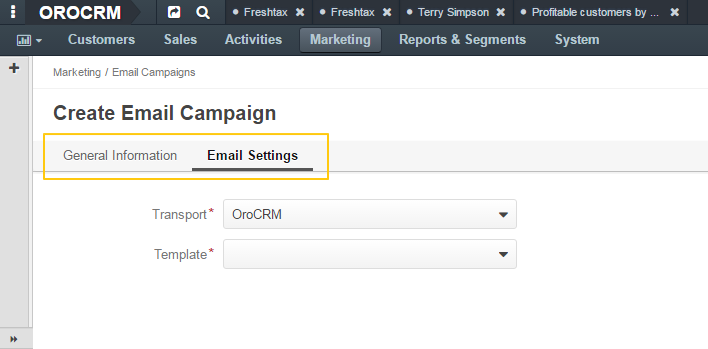 OROCRM Freshtax Freshtax Terry Simpson Profitable customers by ...
Customers Sales Activities Marketing Reports & Segments System
Marketing / Email Campaigns
Create Email Campaign
General Information Email Settings
Transport* OroCRM
Template*